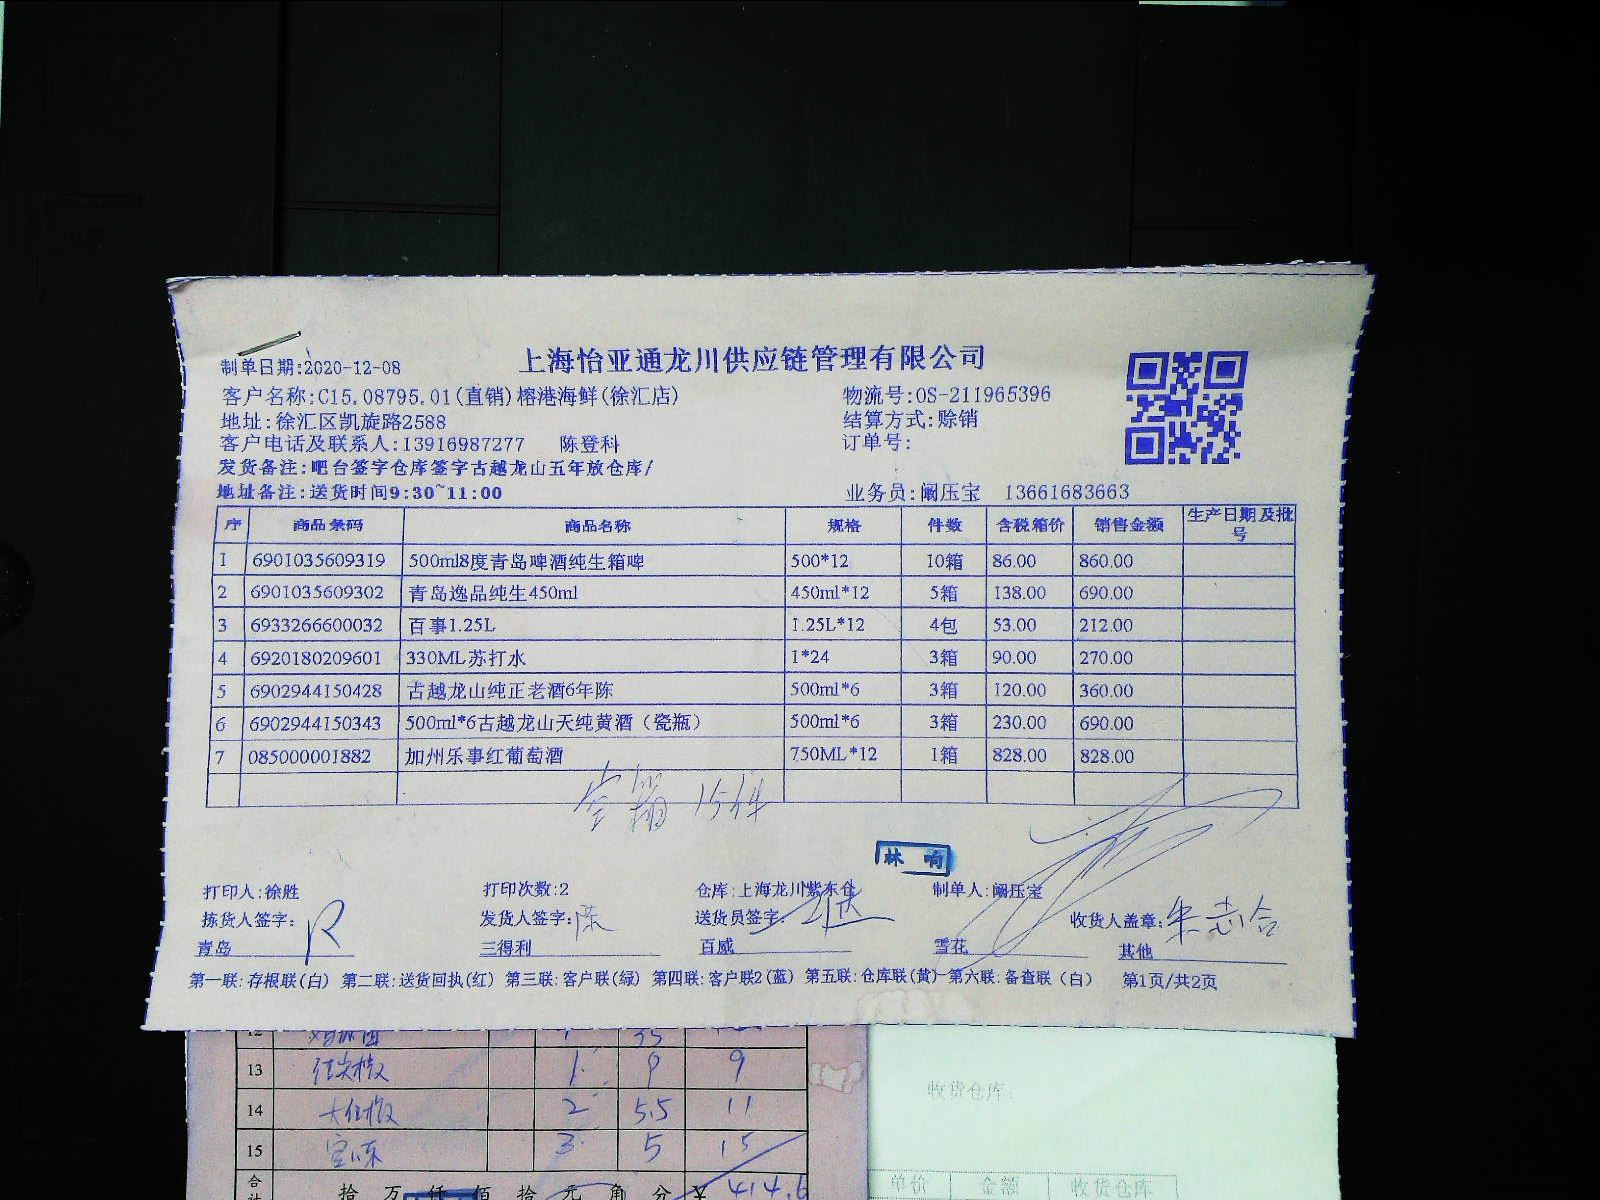 上海怡亚通龙川供应链管理有限公司
制单日期:2020-12-08
客户名称:C15.08795.01(直销)榕港海鲜(徐汇店) 物流号:OS-211965396
地址:徐汇区凯旋路2588 结算方式:赊销
客户电话及联系人:13916987277 陈登科 订单号:
发货备注:吧台签字仓库签字古越龙山五年放仓库/
地址备注:送货时间9:30~11:00 业务员:阚压宝 13661683663
序 商品条码 商品名称 规格 件数 含税箱价 销售金额 生产日期及批号
1 6901035609319 500ml8度青岛啤酒纯生箱啤 500*12 10箱 86.00 860.00
2 6901035609302 青岛逸品纯生450ml 450ml*12 5箱 138.00 690.00
3 6933266600032 百事1.25L 1.25L*12 4包 53.00 212.00
4 6920180209601 330ML苏打水 1*24 3箱 90.00 270.00
5 6902944150428 古越龙山纯正老酒6年陈 500ml*6 3箱 120.00 360.00
6 6902944150343 500ml*6古越龙山天纯黄酒（瓷瓶） 500ml*6 3箱 230.00 690.00
7 085000001882 加州乐事红葡萄酒 750ML*12 1箱 828.00 828.00
空箱 15件
林响
打印人:徐胜 打印次数:2 仓库:上海龙川紫东仓 制单人:阚压宝
拣货人签字: 发货人签字:陈 送货员签字: 收货人盖章:朱志合
青岛 三得利 百威 雪花 其他
第一联:存根联(白) 第二联:送货回执(红) 第三联:客户联(绿) 第四联:客户联2(蓝) 第五联:仓库联(黄) 第六联:备查联（白） 第1页/共2页
12 35
13 1 9 9
14 2 5.5 11
15 3 5 15
合计 拾 万 仟 佰 拾 元 角 分 ¥ 414.6
收货仓库:
单价 金额 收货仓库